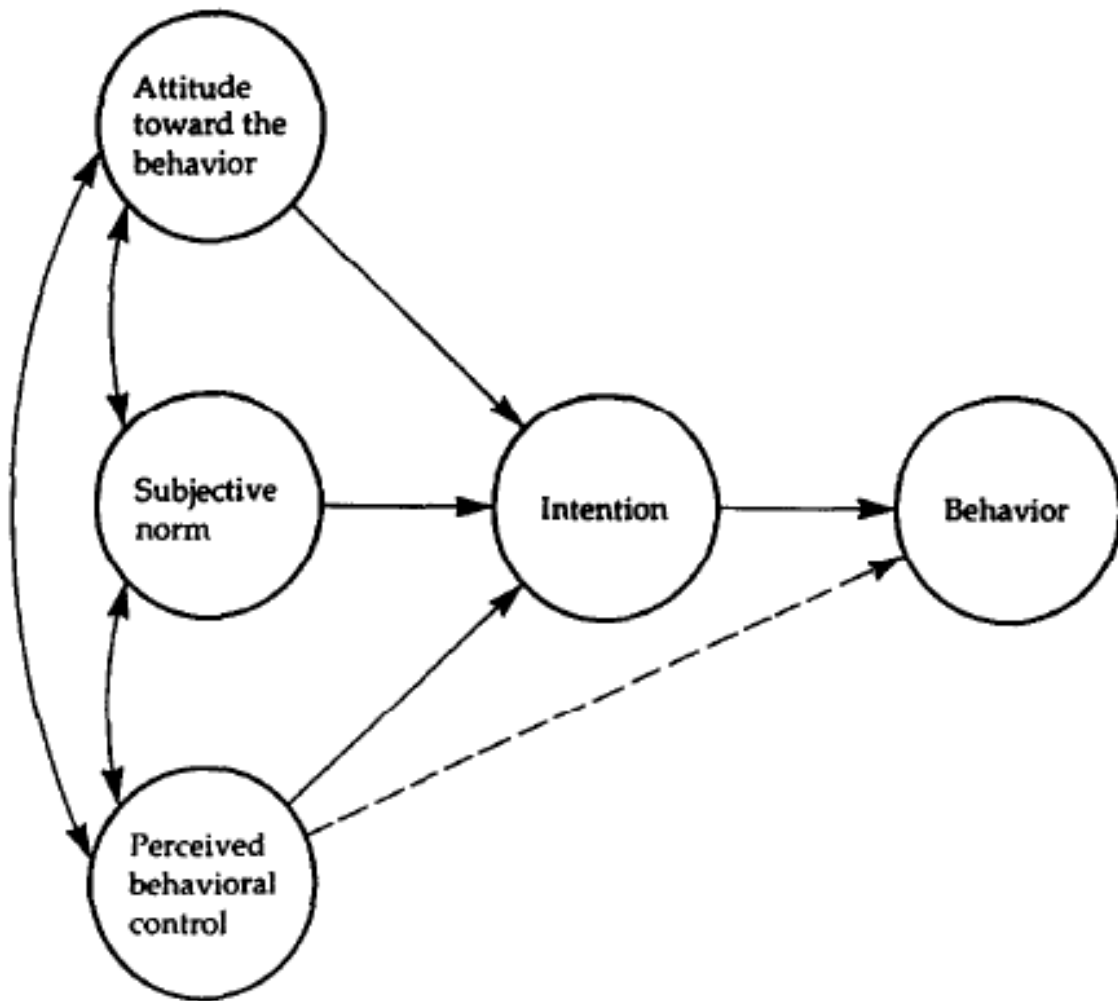 Attitude
toward the
behavior
Subjective
norm
Intention
Behavior
Perceived
behavioral
control